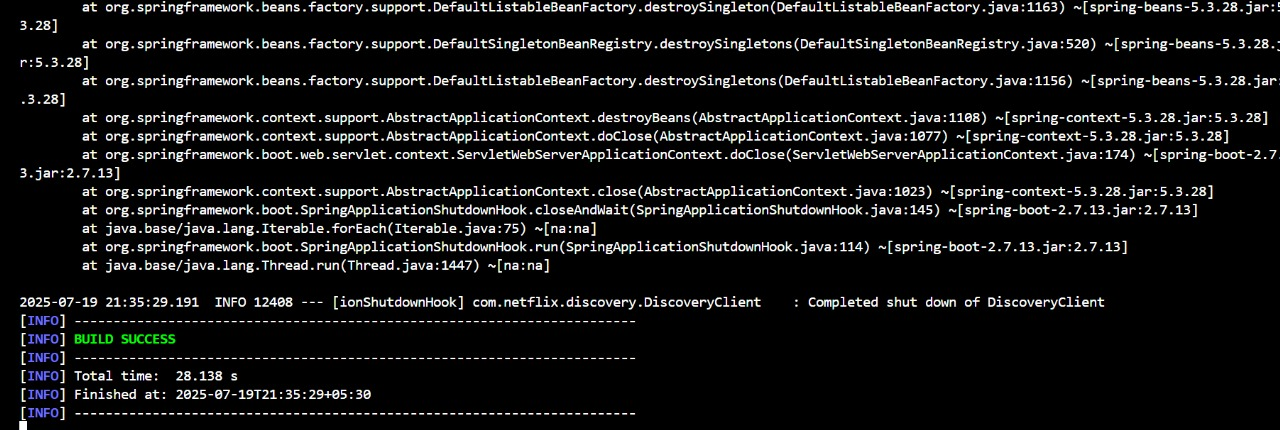 at org.springframework.beans.factory.support.DefaultListableBeanFactory.destroySingleton(DefaultListableBeanFactory.java:1163) ~[spring-beans-5.3.28.jar:5
3.28]
at org.springframework.beans.factory.support.DefaultSingletonBeanRegistry.destroySingletons(DefaultSingletonBeanRegistry.java:520) ~[spring-beans-5.3.28.
r:5.3.28]
at org.springframework.beans.factory.support.DefaultListableBeanFactory.destroySingletons(DefaultListableBeanFactory.java:1156) ~[spring-beans-5.3.28.jar:
.3.28]
at org.springframework.context.support.AbstractApplicationContext.destroyBeans(AbstractApplicationContext.java:1108) ~[spring-context-5.3.28.jar:5.3.28]
at org.springframework.context.support.AbstractApplicationContext.doClose(AbstractApplicationContext.java:1077) ~[spring-context-5.3.28.jar:5.3.28]
at org.springframework.boot.web.servlet.context.ServletWebServerApplicationContext.doClose(ServletWebServerApplicationContext.java:174) ~[spring-boot-2.7.
3.jar:2.7.13]
at org.springframework.context.support.AbstractApplicationContext.close(AbstractApplicationContext.java:1023) ~[spring-context-5.3.28.jar:5.3.28]
at org.springframework.boot.SpringApplicationShutdownHook.closeAndWait(SpringApplicationShutdownHook.java:145) ~[spring-boot-2.7.13.jar:2.7.13]
at java.base/java.lang.Iterable.forEach(Iterable.java:75) ~[na:na]
at org.springframework.boot.SpringApplicationShutdownHook.run(SpringApplicationShutdownHook.java:114) ~[spring-boot-2.7.13.jar:2.7.13]
at java.base/java.lang.Thread.run(Thread.java:1447) ~[na:na]
2025-07-19 21:35:29.191  INFO 12408 --- [ionShutdownHook] com.netflix.discovery.DiscoveryClient    : Completed shut down of DiscoveryClient
[INFO] ------------------------------------------------------------------------
[INFO] BUILD SUCCESS
[INFO] ------------------------------------------------------------------------
[INFO] Total time:  28.138 s
[INFO] Finished at: 2025-07-19T21:35:29+05:30
[INFO] ------------------------------------------------------------------------